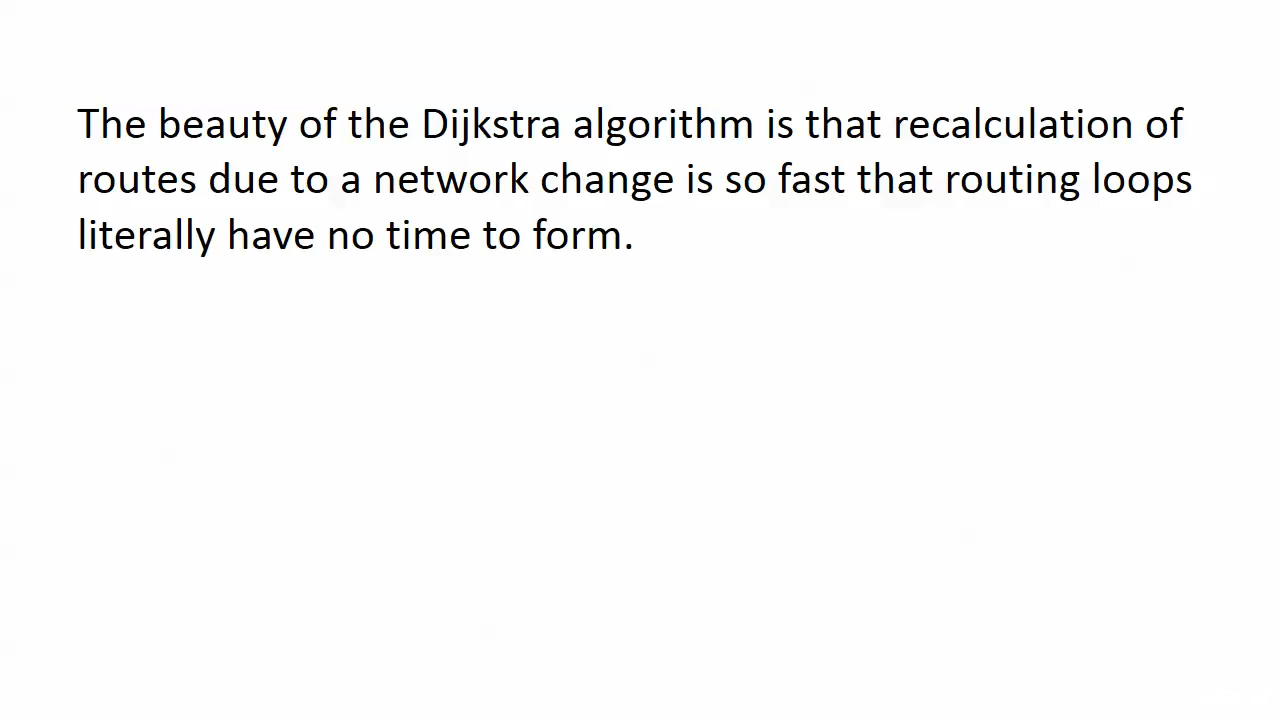 The beauty of the Dijkstra algorithm is that recalculation of
routes due to a network change is so fast that routing loops
literally have no time to form.